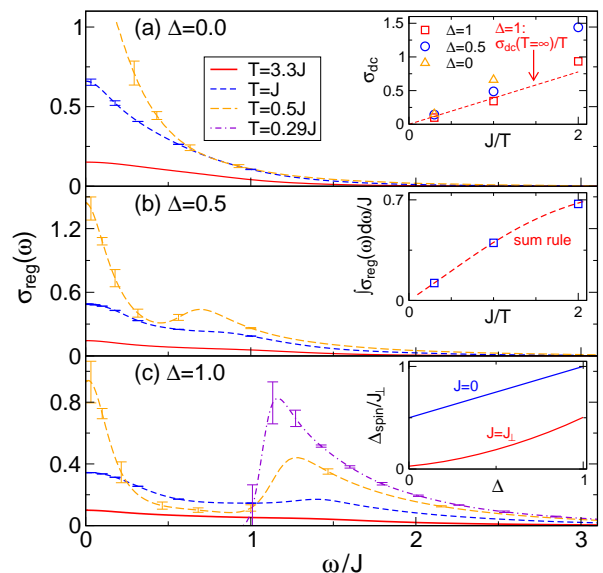 (a) Δ=0.0
T=3.3J
T=J
T=0.5J
T=0.29J
1
0.5
0
1.5
1
0.5
0
σdc
Δ=1
Δ=0.5
Δ=0
Δ=1:
σdc(T=∞)/T
0
1
2
J/T
(b) Δ=0.5
1.2
0.6
0
σreg(ω)
0.7
0
∫σreg(ω)dω/J
sum rule
0
1
2
J/T
(c) Δ=1.0
0.8
0.4
0
1
0
Δspin/J⊥
J=0
J=J⊥
0
1
Δ
0
1
2
3
ω/J